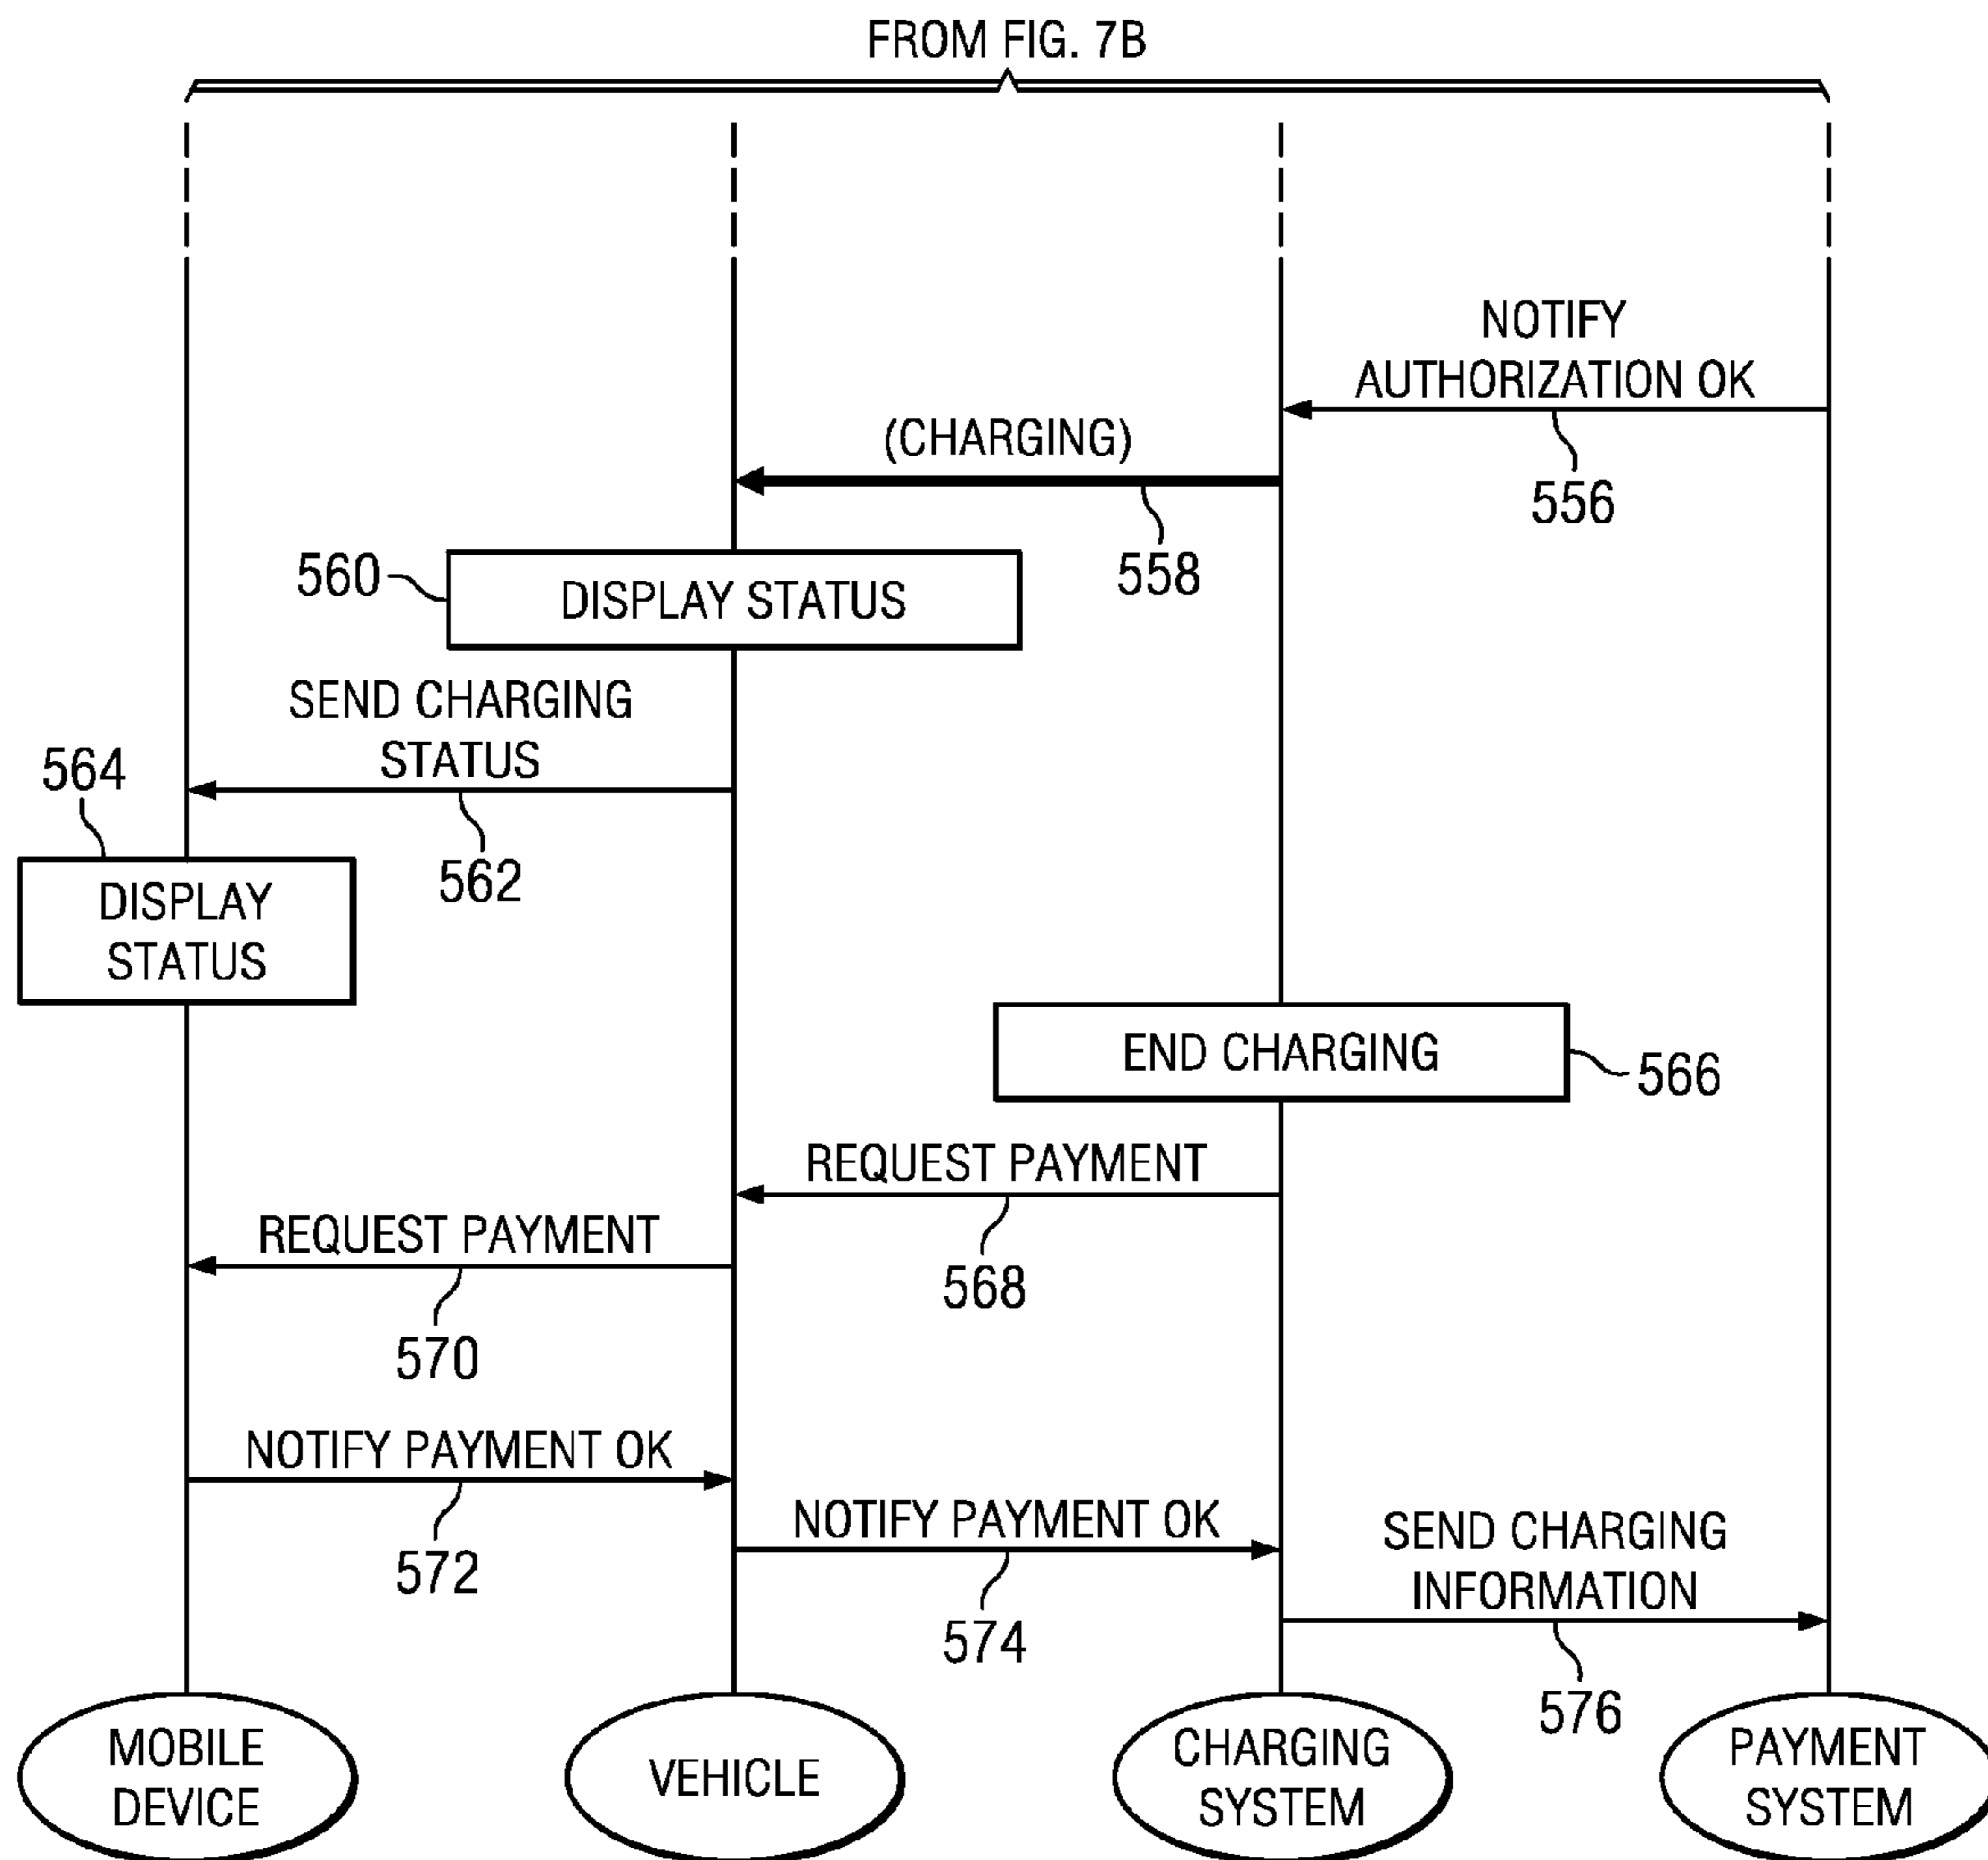 FROM FIG. 7B
NOTIFY
AUTHORIZATION OK
556
(CHARGING)
558
560
DISPLAY STATUS
SEND CHARGING
STATUS
562
564
DISPLAY
STATUS
END CHARGING
566
REQUEST PAYMENT
568
REQUEST PAYMENT
570
NOTIFY PAYMENT OK
572
NOTIFY PAYMENT OK
574
SEND CHARGING
INFORMATION
576
MOBILE
DEVICE
VEHICLE
CHARGING
SYSTEM
PAYMENT
SYSTEM